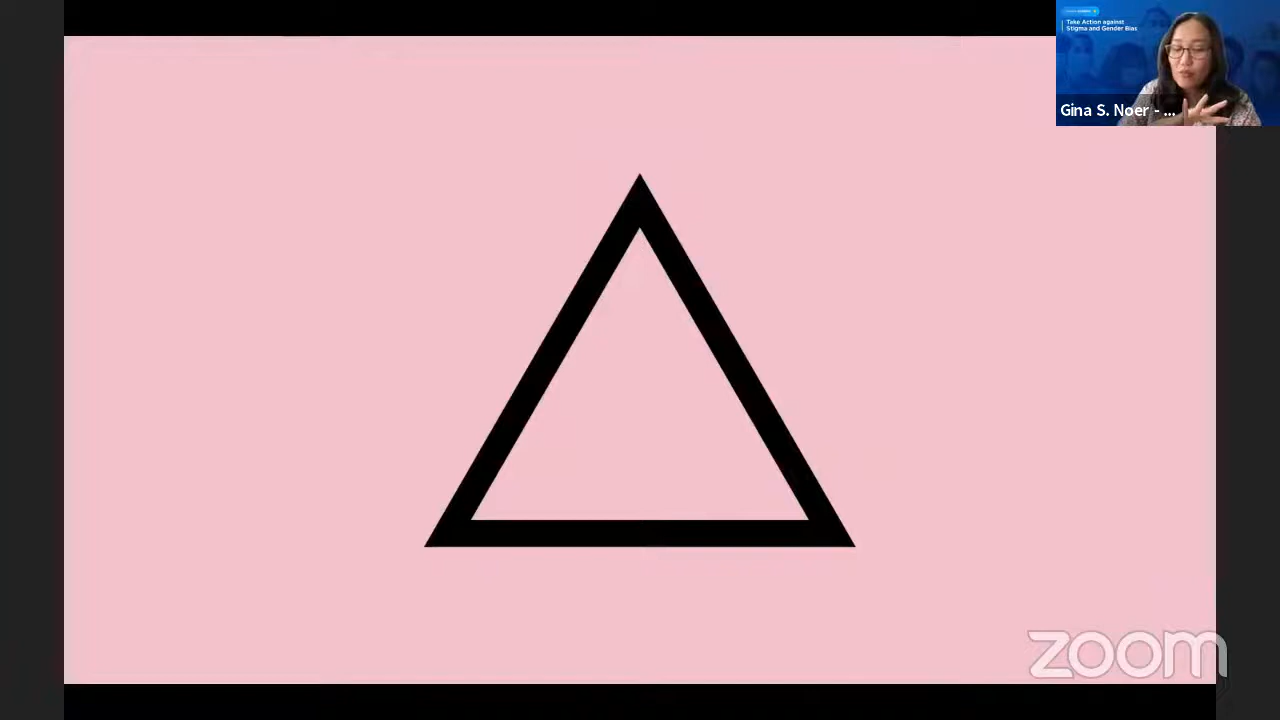 Take Action against
Stigma and Gender Bias
Gina S. Noer - ...
zoom